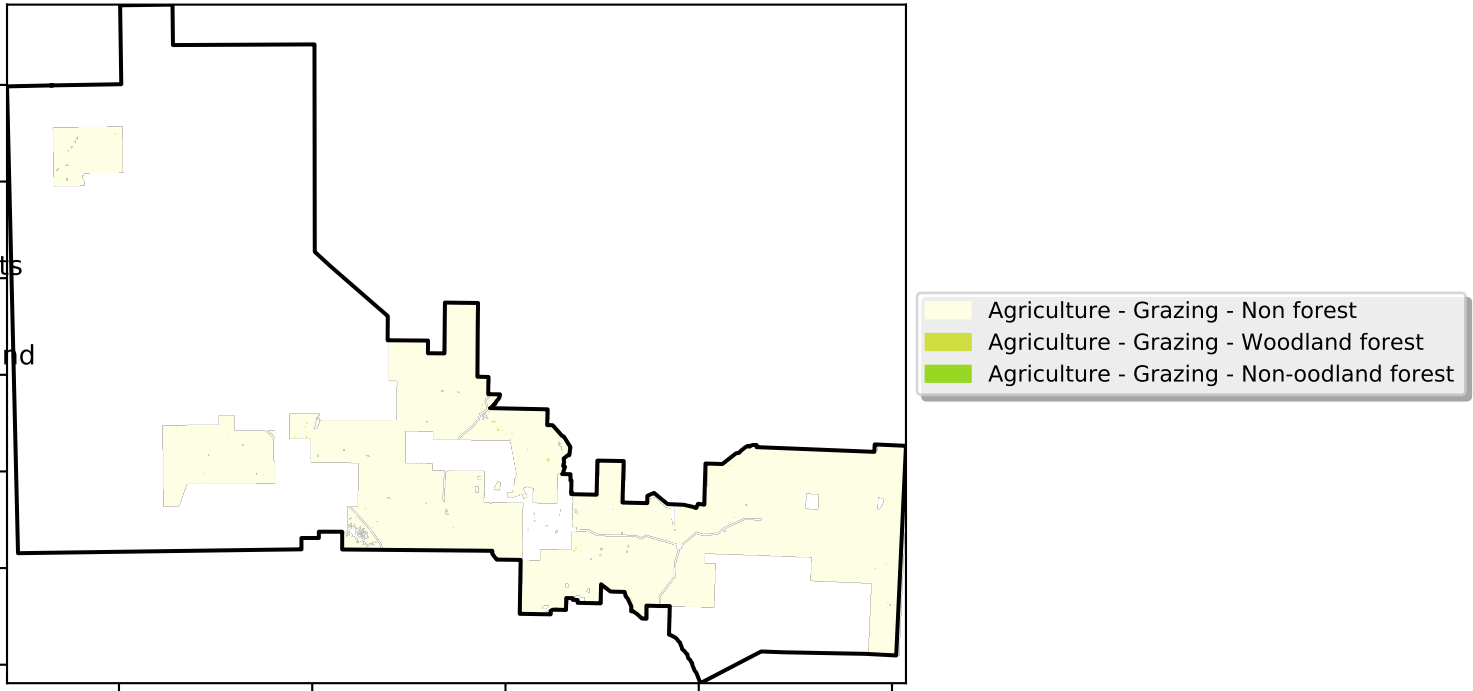 ts
nd
Agriculture - Grazing - Non forest
Agriculture - Grazing - Woodland forest
Agriculture - Grazing - Non-oodland forest